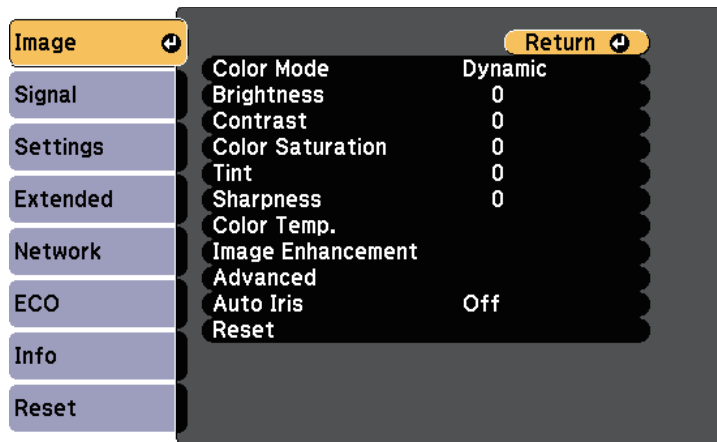 Image
Signal
Settings
Extended
Network
ECO
Info
Reset
Return
Color Mode Dynamic
Brightness 0
Contrast 0
Color Saturation 0
Tint 0
Sharpness 0
Color Temp.
Image Enhancement
Advanced
Auto Iris Off
Reset